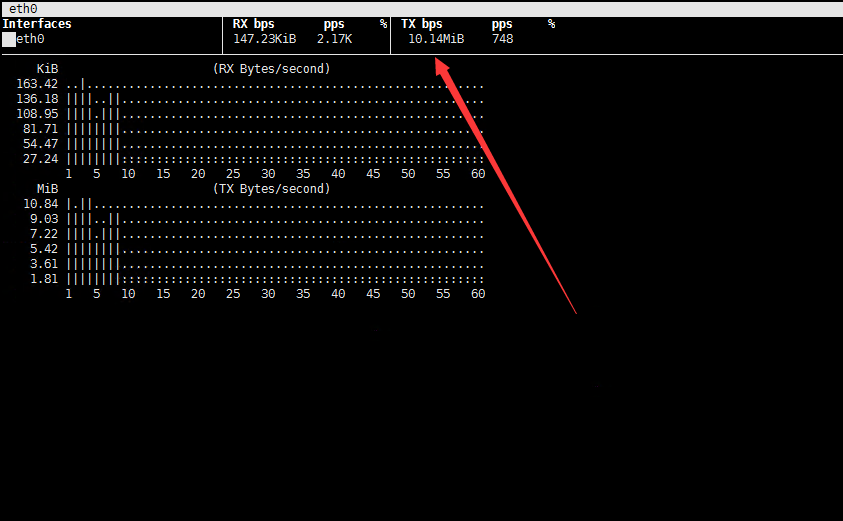 eth0
Interfaces RX bps pps % TX bps pps %
eth0 147.23KiB 2.17K 10.14MiB 748
KiB (RX Bytes/second)
163.42 ..|.........................................................
136.18 ||||..||....................................................
108.95 ||||.|||....................................................
81.71 ||||||||....................................................
54.47 ||||||||....................................................
27.24 ||||||||::::::::::::::::::::::::::::::::::::::::::::::::::::
1 5 10 15 20 25 30 35 40 45 50 55 60
MiB (TX Bytes/second)
10.84 |.||........................................................
9.03 ||||..||....................................................
7.22 ||||.|||....................................................
5.42 ||||||||....................................................
3.61 ||||||||....................................................
1.81 ||||||||::::::::::::::::::::::::::::::::::::::::::::::::::::
1 5 10 15 20 25 30 35 40 45 50 55 60